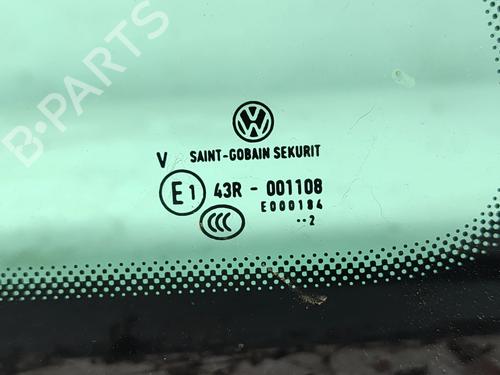 B-PARTS
VW
SAINT-GOBAIN SEKURIT
V
E1 43R - 001108
E000184
CCC
··2